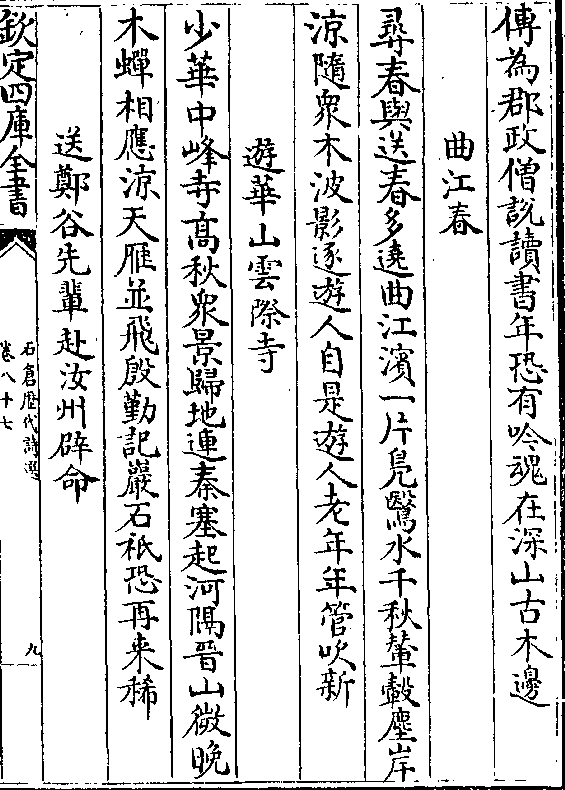 傳為郡政僧說讀書年恐有吟魂在深山古木邊
曲江春
尋春與送春多遶曲江濱一片鳧鷖水千秋輦轂塵岸
涼隨衆木波影逐遊人自是遊人老年年管吹新
遊華山雲際寺
少華中峰寺髙秋衆景歸地連秦塞起河隔晉山微晚
木蟬相應涼天雁並飛殷勤記巖石祇恐再来稀
送鄭谷先輩赴汝州辟命
欽定四庫全書
石倉歴代詩選
卷八十七
九